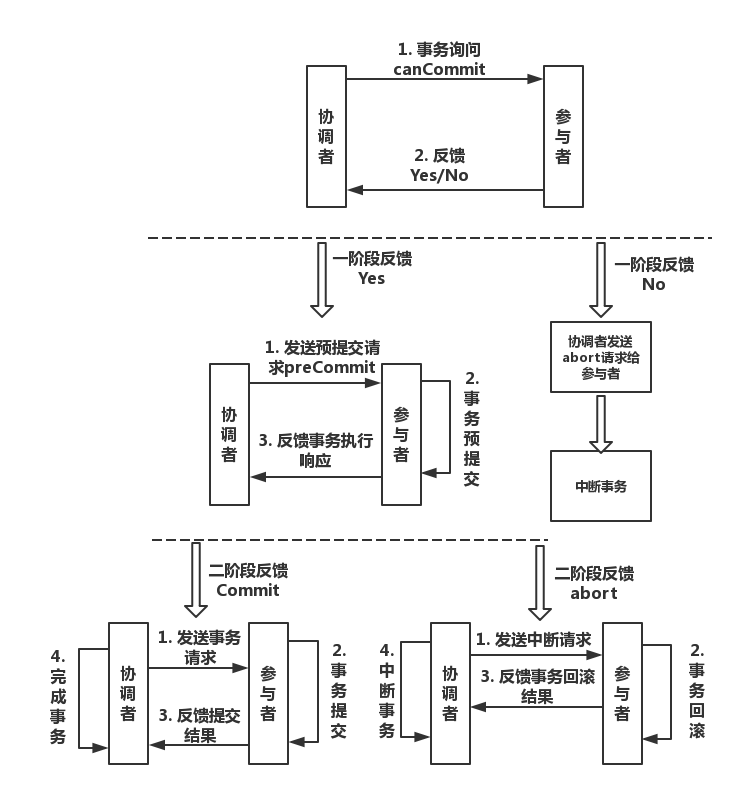 1. 事务询问
canCommit
协调者
参与者
2. 反馈
Yes/No
一阶段反馈
Yes
一阶段反馈
No
协调者发送
abort请求给
参与者
中断事务
1. 发送预提交请
求preCommit
协调者
参与者
2.
事务预提交
3. 反馈事务执行
响应
二阶段反馈
Commit
二阶段反馈
abort
4.
完成事务
协调者
1. 发送事务
请求
3. 反馈提交
结果
参与者
2.
事务提交
4.
中断事务
协调者
1. 发送中断请求
3. 反馈事务回滚
结果
参与者
2.
事务回滚